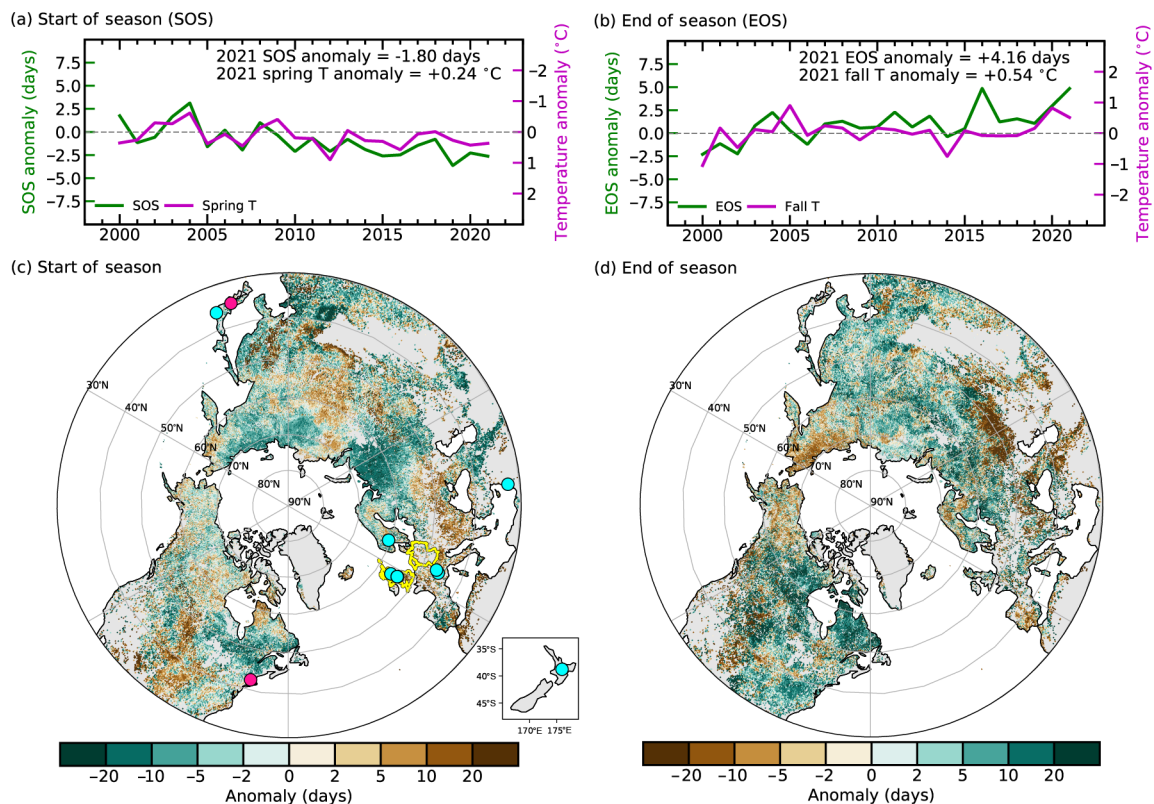 (a) Start of season (SOS)
2021 SOS anomaly = -1.80 days
2021 spring T anomaly = +0.24 °C
SOS anomaly (days)
7.5
5.0
2.5
0.0
−2.5
−5.0
−7.5
−2
−1
0
1
2
Temperature anomaly (°C)
SOS
Spring T
2000 2005 2010 2015 2020
(b) End of season (EOS)
2021 EOS anomaly = +4.16 days
2021 fall T anomaly = +0.54 °C
EOS anomaly (days)
7.5
5.0
2.5
0.0
−2.5
−5.0
−7.5
2
1
0
−1
−2
Temperature anomaly (°C)
EOS
Fall T
2000 2005 2010 2015 2020
(c) Start of season
30°N
40°N
50°N
60°N
70°N
80°N
90°N
35°S
40°S
45°S
170°E 175°E
−20 −10 −5 −2 0 2 5 10 20
Anomaly (days)
(d) End of season
30°N
40°N
50°N
60°N
70°N
80°N
90°N
−20 −10 −5 −2 0 2 5 10 20
Anomaly (days)